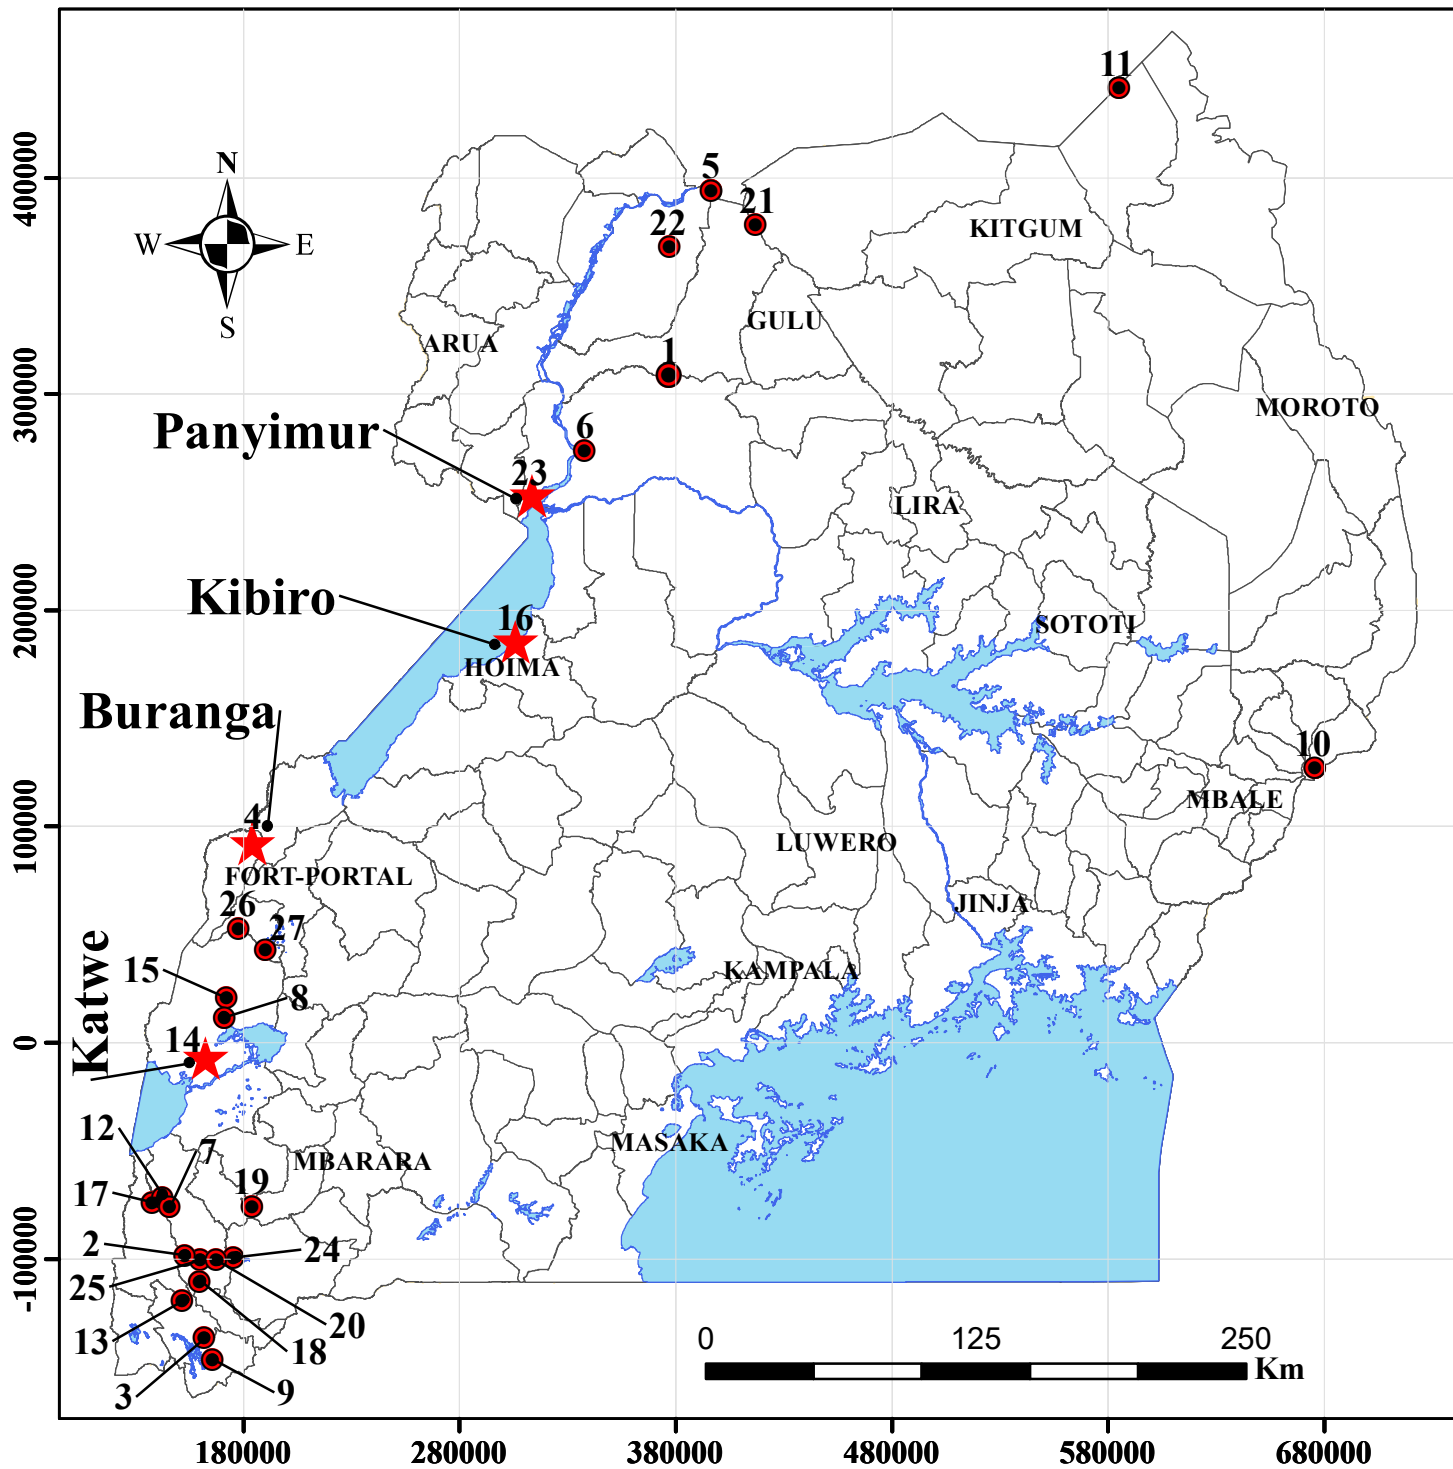 11
400000
5
N
21
22
KITGUM
W
E
S
GULU
ARUA
1
300000
MOROTO
Panyimur
6
23
LIRA
Kibiro
200000
16
SOTOTI
HOIMA
Buranga
10
MBALE
4
100000
LUWERO
FORT-PORTAL
26
JINJA
27
Katwe
15
KAMPALA
8
14
0
12
MASAKA
7
MBARARA
17
19
2
24
-100000
25
20
13
18
0
125
250
Km
3
9
180000
280000
380000
480000
580000
680000